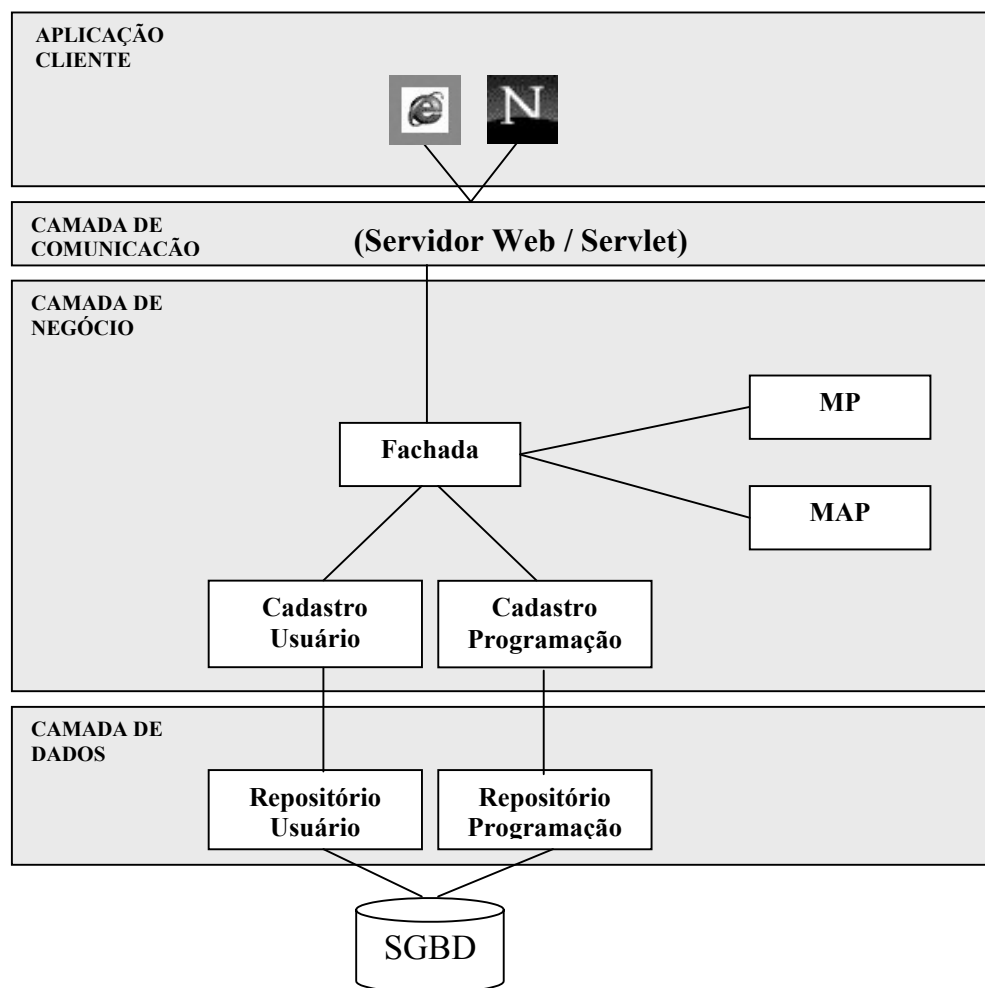 APLICAÇÃO
CLIENTE
N
CAMADA DE
COMUNICACÃO
(Servidor Web / Servlet)
CAMADA DE
NEGÓCIO
MP
Fachada
MAP
Cadastro
Usuário
Cadastro
Programação
CAMADA DE
DADOS
Repositório
Usuário
Repositório
Programação
SGBD